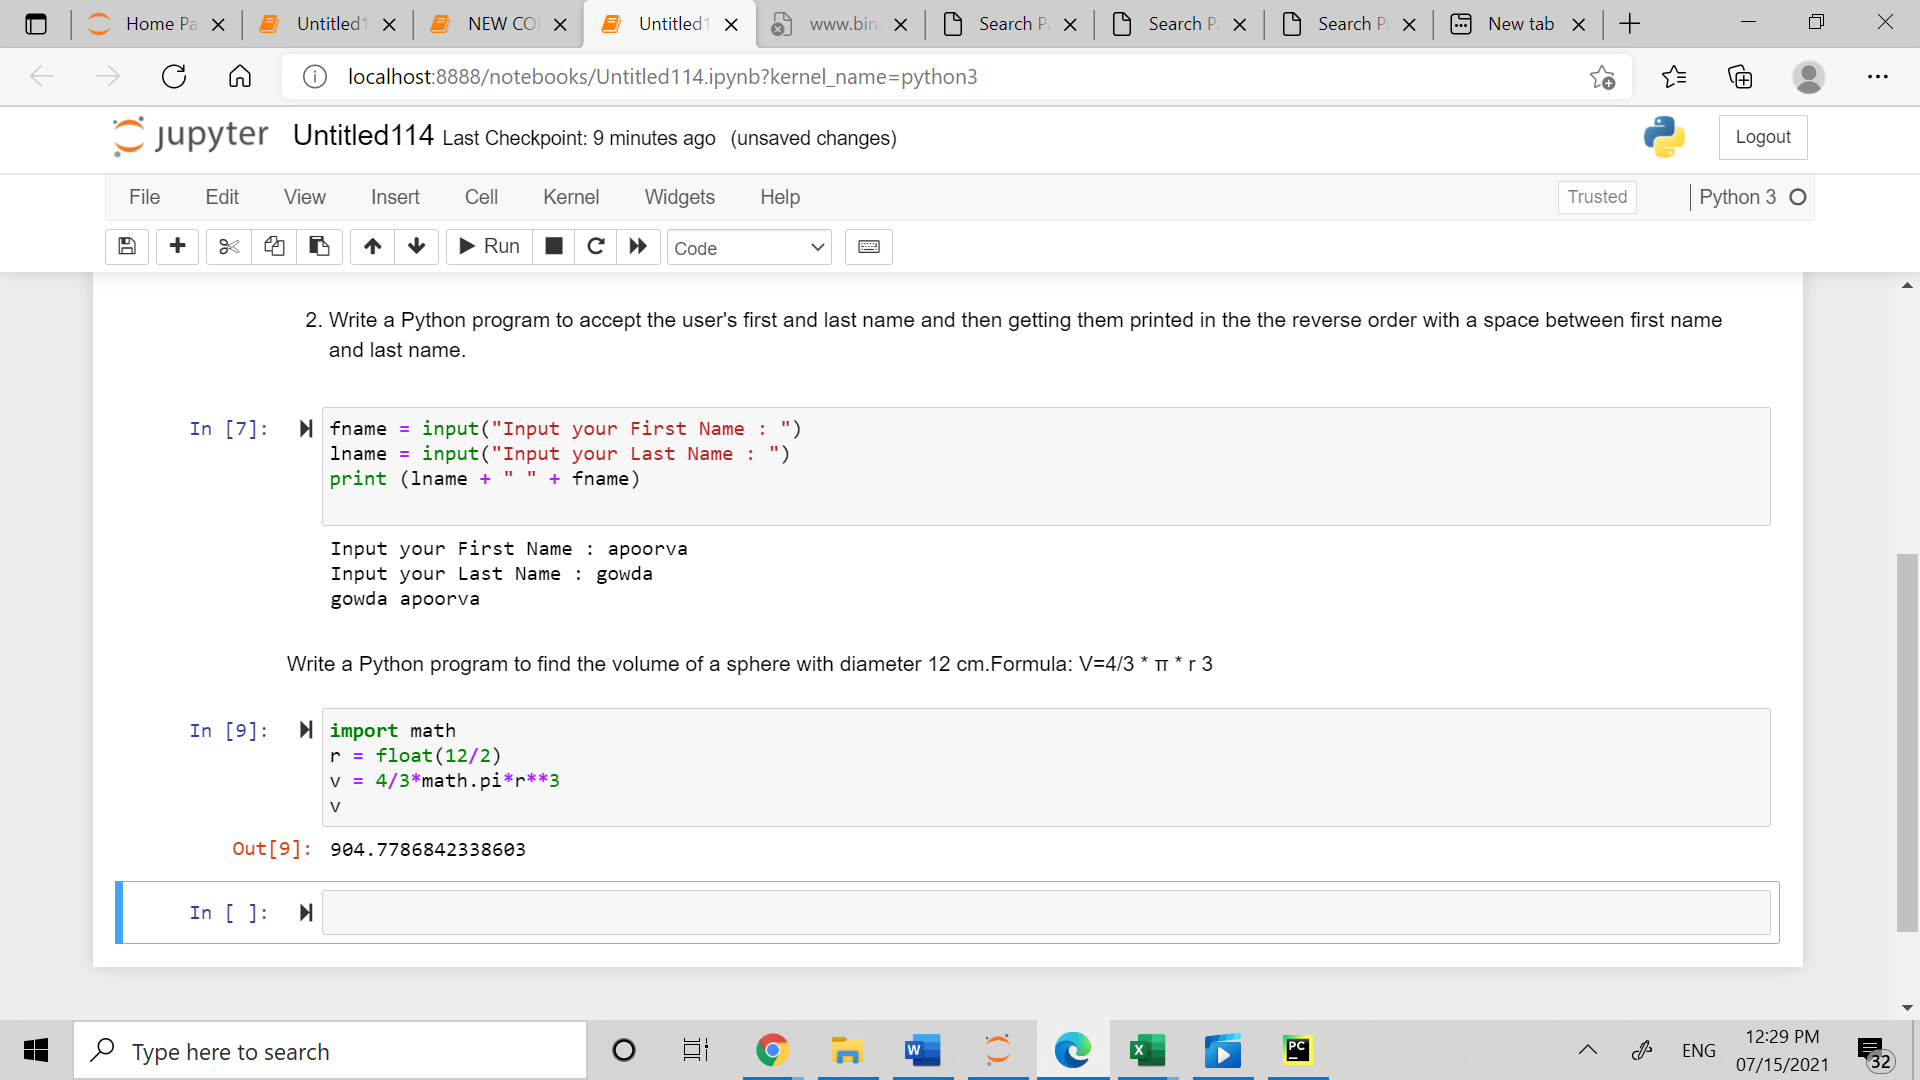 Home Pa
Untitled1
NEW CO
Untitled1
www.bin
Search P
Search P
Search P
New tab
localhost:8888/notebooks/Untitled114.ipynb?kernel_name=python3
jupyter Untitled114 Last Checkpoint: 9 minutes ago (unsaved changes)
Logout
File Edit View Insert Cell Kernel Widgets Help
Trusted
Python 3
Run
Code
2. Write a Python program to accept the user's first and last name and then getting them printed in the the reverse order with a space between first name
and last name.
In [7]:
fname = input("Input your First Name : ")
lname = input("Input your Last Name : ")
print (lname + " " + fname)
Input your First Name : apoorva
Input your Last Name : gowda
gowda apoorva
Write a Python program to find the volume of a sphere with diameter 12 cm.Formula: V=4/3 * π * r 3
In [9]:
import math
r = float(12/2)
v = 4/3*math.pi*r**3
v
Out[9]: 904.7786842338603
In [ ]:
Type here to search
W
X
PC
ENG
12:29 PM
07/15/2021
32